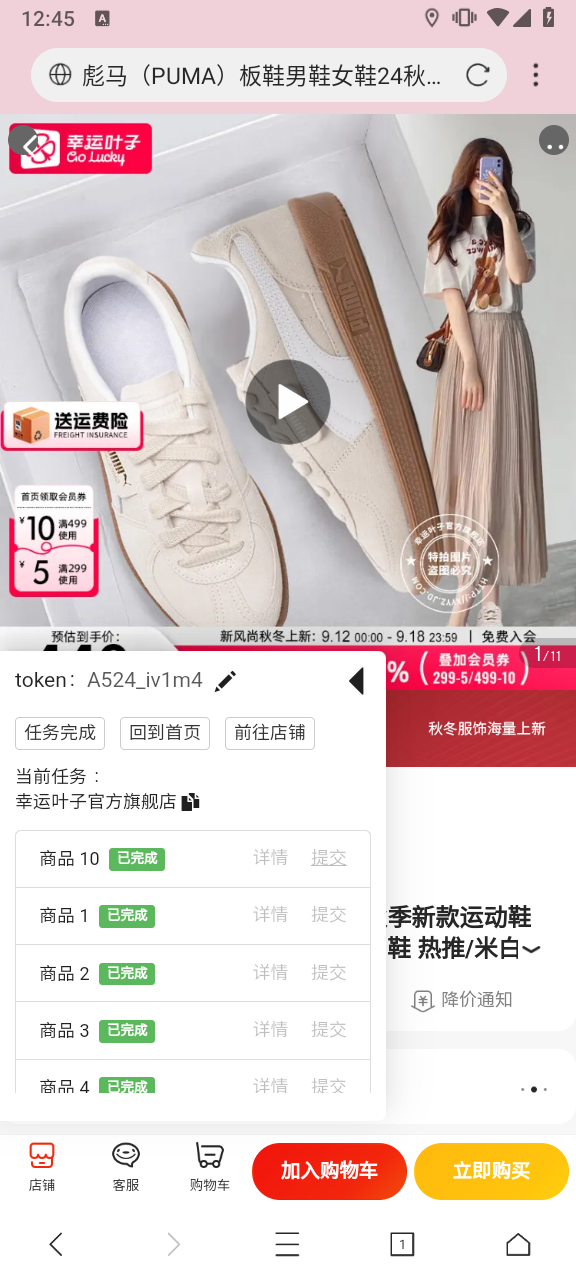 12:45
A
彪马（PUMA）板鞋男鞋女鞋24秋...
幸运叶子
Go Lucky
送运费险
FREIGHT INSURANCE
首页领取会员券
¥10 满499使用
¥5 满299使用
PUMA
幸运叶子官方旗舰店
特拍图片
盗图必究
HTTP://XYYZ.JD.COM
预估到手价：
新风尚秋冬上新：9.12 00:00 - 9.18 23:59 | 免费入会
% ( 叠加会员券 299-5/499-10 )
1/11
秋冬服饰海量上新
token： A524_iv1m4
任务完成 回到首页 前往店铺
当前任务：
幸运叶子官方旗舰店
商品 10 已完成 详情 提交
商品 1 已完成 详情 提交
商品 2 已完成 详情 提交
商品 3 已完成 详情 提交
商品 4 已完成 详情 提交
季新款运动鞋
鞋 热推/米白
¥ 降价通知
店铺 客服 购物车 加入购物车 立即购买
1